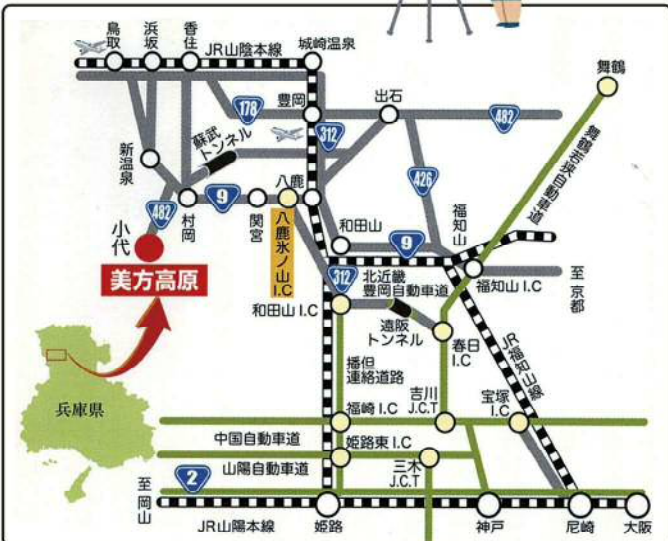 鳥取
浜坂
香住
JR山陰本線
城崎温泉
舞鶴
178
豊岡
出石
482
蘇武
トンネル
312
舞鶴若狭自動車道
新温泉
八鹿
426
482
村岡
9
関宮
八鹿氷ノ山I.C
和田山
9
福知山
小代
美方高原
312
北近畿
豊岡自動車道
福知山 I.C
至京都
和田山 I.C
遠阪
トンネル
春日
I.C
JR福知山線
播但
連絡道路
兵庫県
福崎 I.C
吉川
J.C.T
宝塚
I.C
中国自動車道
姫路東 I.C
山陽自動車道
三木
J.C.T
至岡山
2
JR山陽本線
姫路
神戸
尼崎
大阪